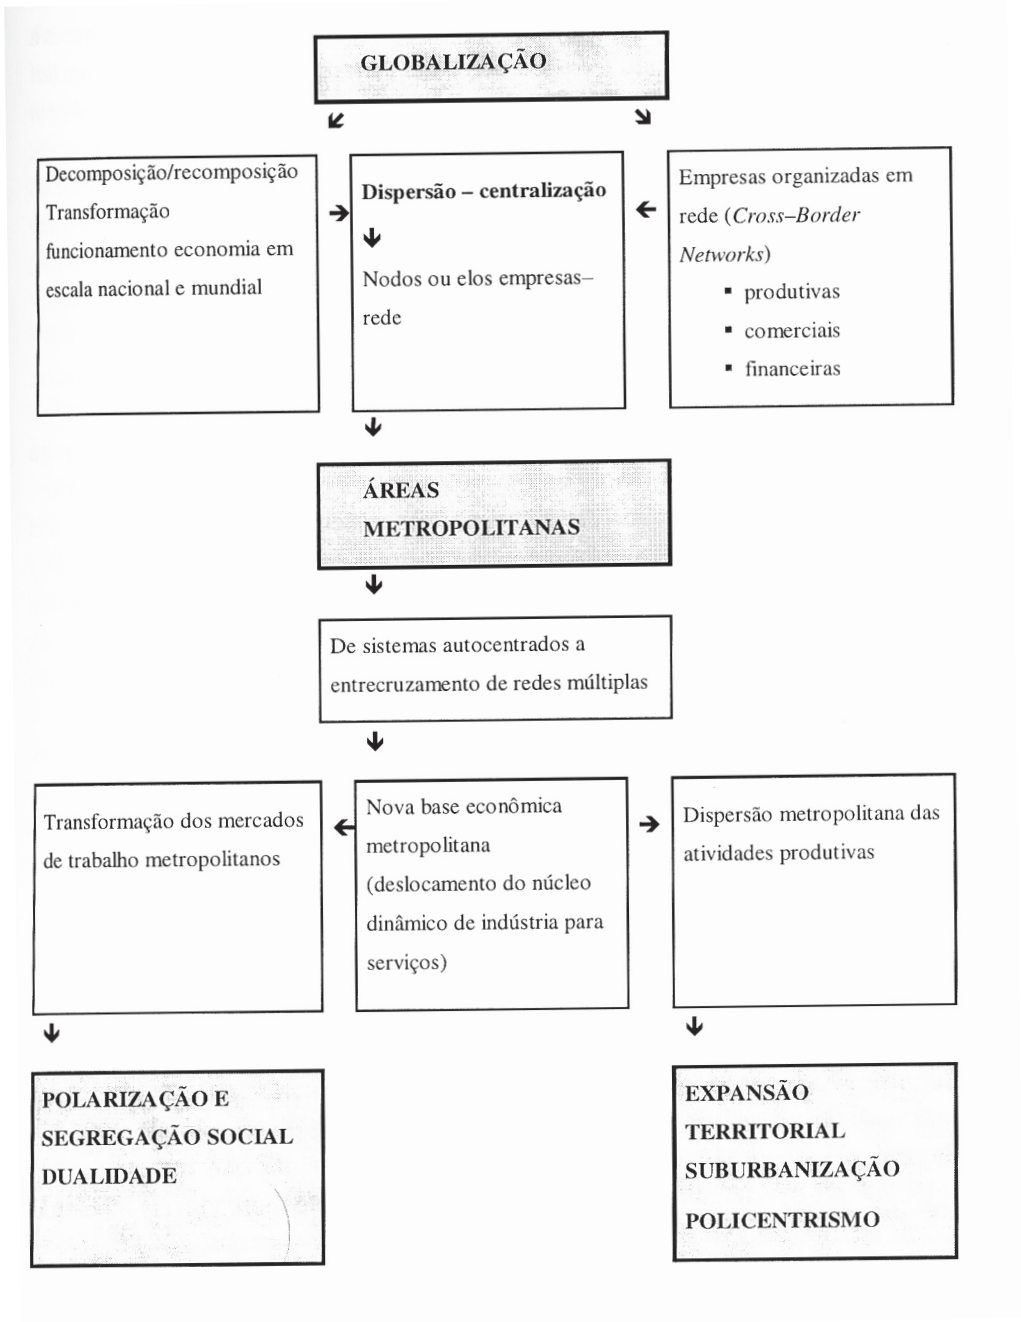 GLOBALIZAÇÃO
Decomposição/recomposição
Transformação
funcionamento economia em
escala nacional e mundial
Dispersão – centralização
Nodos ou elos empresas–
rede
Empresas organizadas em
rede (Cross–Border
Networks)
▪ produtivas
▪ comerciais
▪ financeiras
ÁREAS
METROPOLITANAS
De sistemas autocentrados a
entrecruzamento de redes múltiplas
Transformação dos mercados
de trabalho metropolitanos
Nova base econômica
metropolitana
(deslocamento do núcleo
dinâmico de indústria para
serviços)
Dispersão metropolitana das
atividades produtivas
POLARIZAÇÃO E
SEGREGAÇÃO SOCIAL
DUALIDADE
EXPANSÃO
TERRITORIAL
SUBURBANIZAÇÃO
POLICENTRISMO